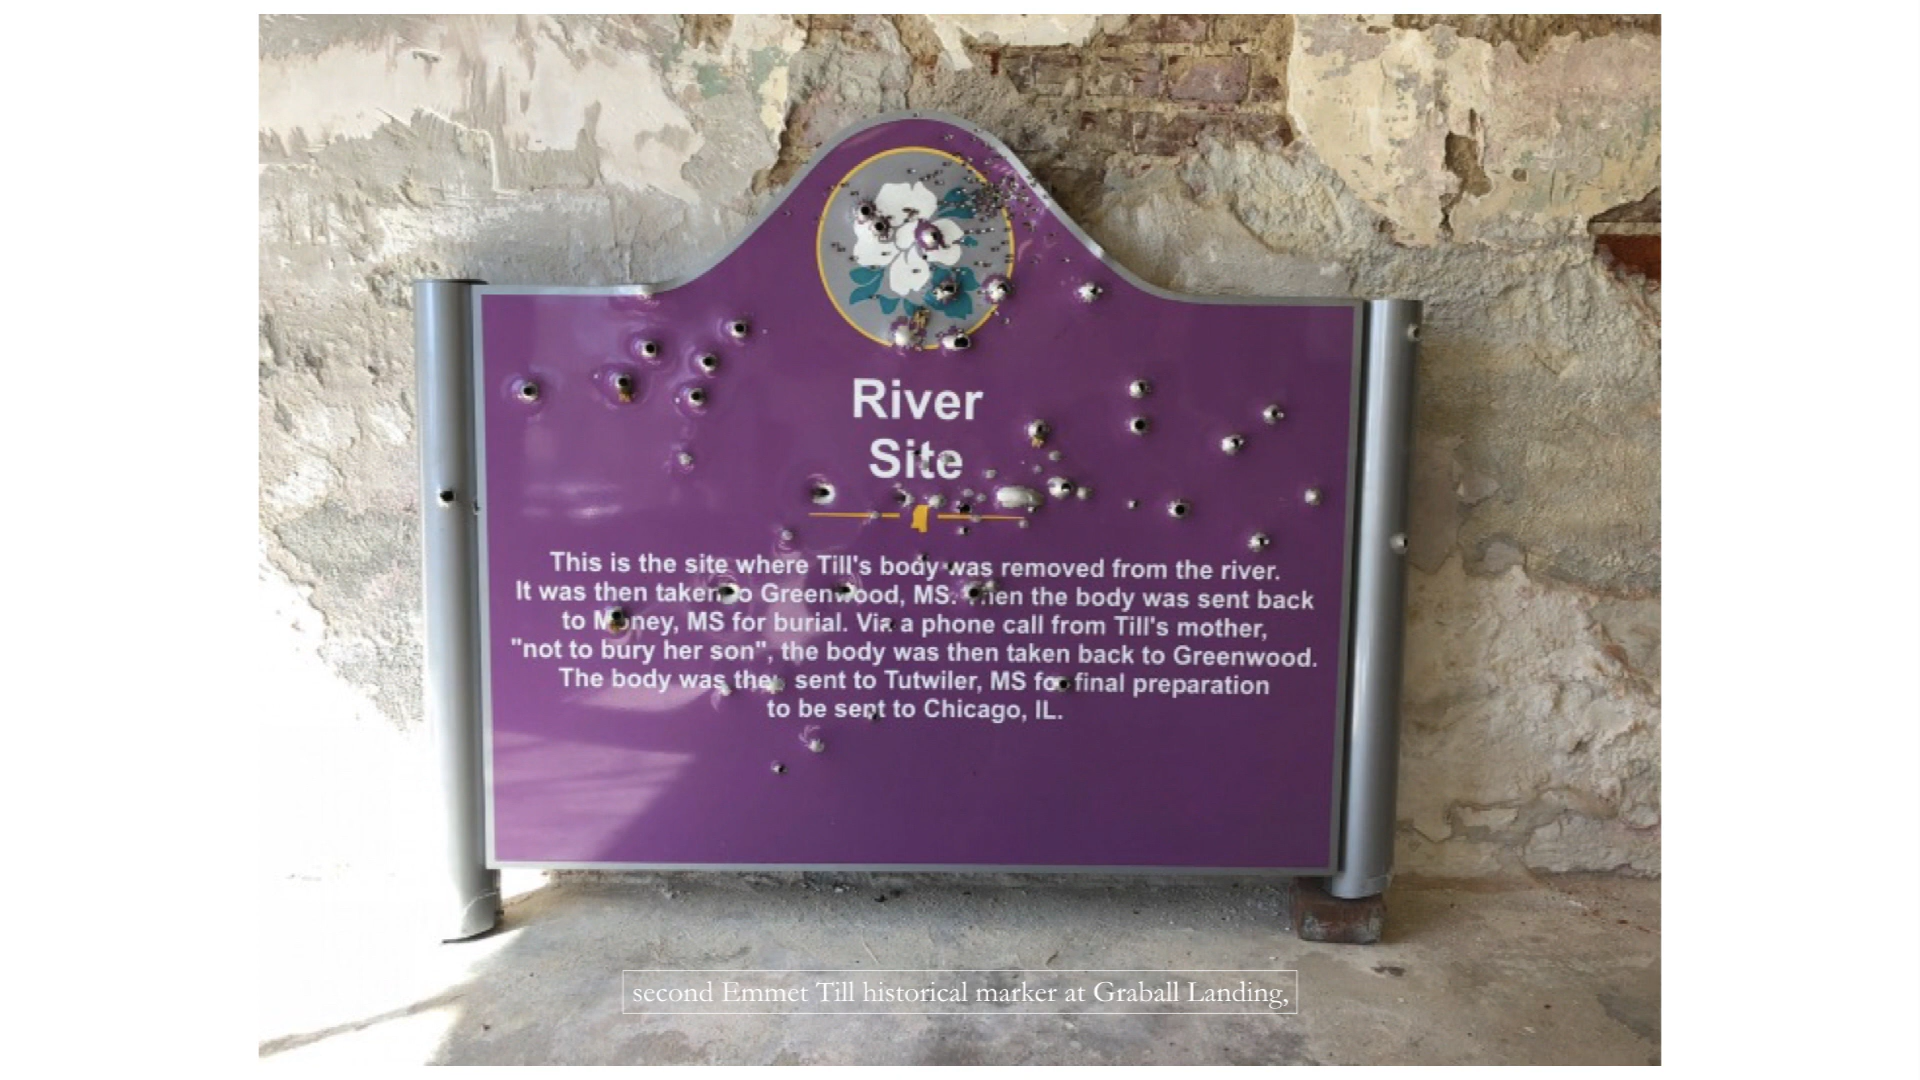 River
Site
This is the site where Till's body was removed from the river.
It was then taken to Greenwood, MS. Then the body was sent back
to Money, MS for burial. Via a phone call from Till's mother,
"not to bury her son", the body was then taken back to Greenwood.
The body was then sent to Tutwiler, MS for final preparation
to be sent to Chicago, IL.
second Emmet Till historical marker at Graball Landing,